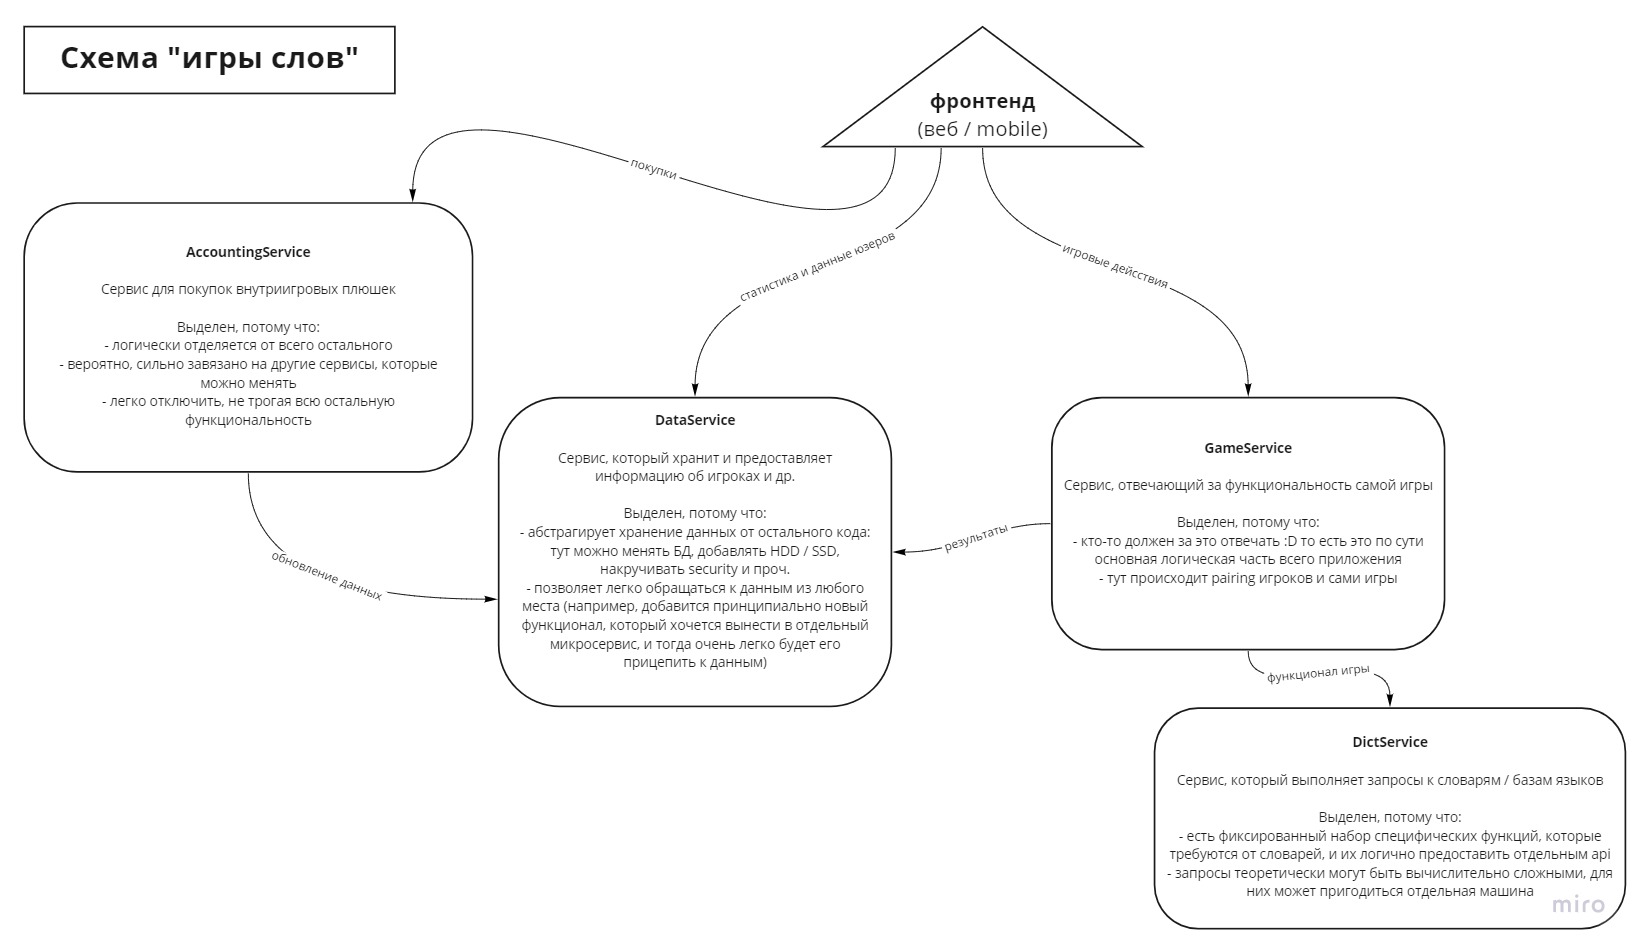 Схема "игры слов"
фронтенд
(веб / mobile)
покупки
статистика и данные юзеров
игровые дейсствия
AccountingService
Сервис для покупок внутриигровых плюшек
Выделен, потому что:
- логически отделяется от всего остального
- вероятно, сильно завязано на другие сервисы, которые
можно менять
- легко отключить, не трогая всю остальную
функциональность
DataService
Сервис, который хранит и предоставляет
информацию об игроках и др.
Выделен, потому что:
- абстрагирует хранение данных от остального кода:
тут можно менять БД, добавлять HDD / SSD,
накручивать security и проч.
- позволяет легко обращаться к данным из любого
места (например, добавится принципиально новый
функционал, который хочется вынести в отдельный
микросервис, и тогда очень легко будет его
прицепить к данным)
GameService
Сервис, отвечающий за функциональность самой игры
Выделен, потому что:
- кто-то должен за это отвечать :D то есть это по сути
основная логическая часть всего приложения
- тут происходит pairing игроков и сами игры
результаты
обновление данных
функционал игры
DictService
Сервис, который выполняет запросы к словарям / базам языков
Выделен, потому что:
- есть фиксированный набор специфических функций, которые
требуются от словарей, и их логично предоставить отдельным api
- запросы теоретически могут быть вычислительно сложными, для
них может пригодиться отдельная машина
miro